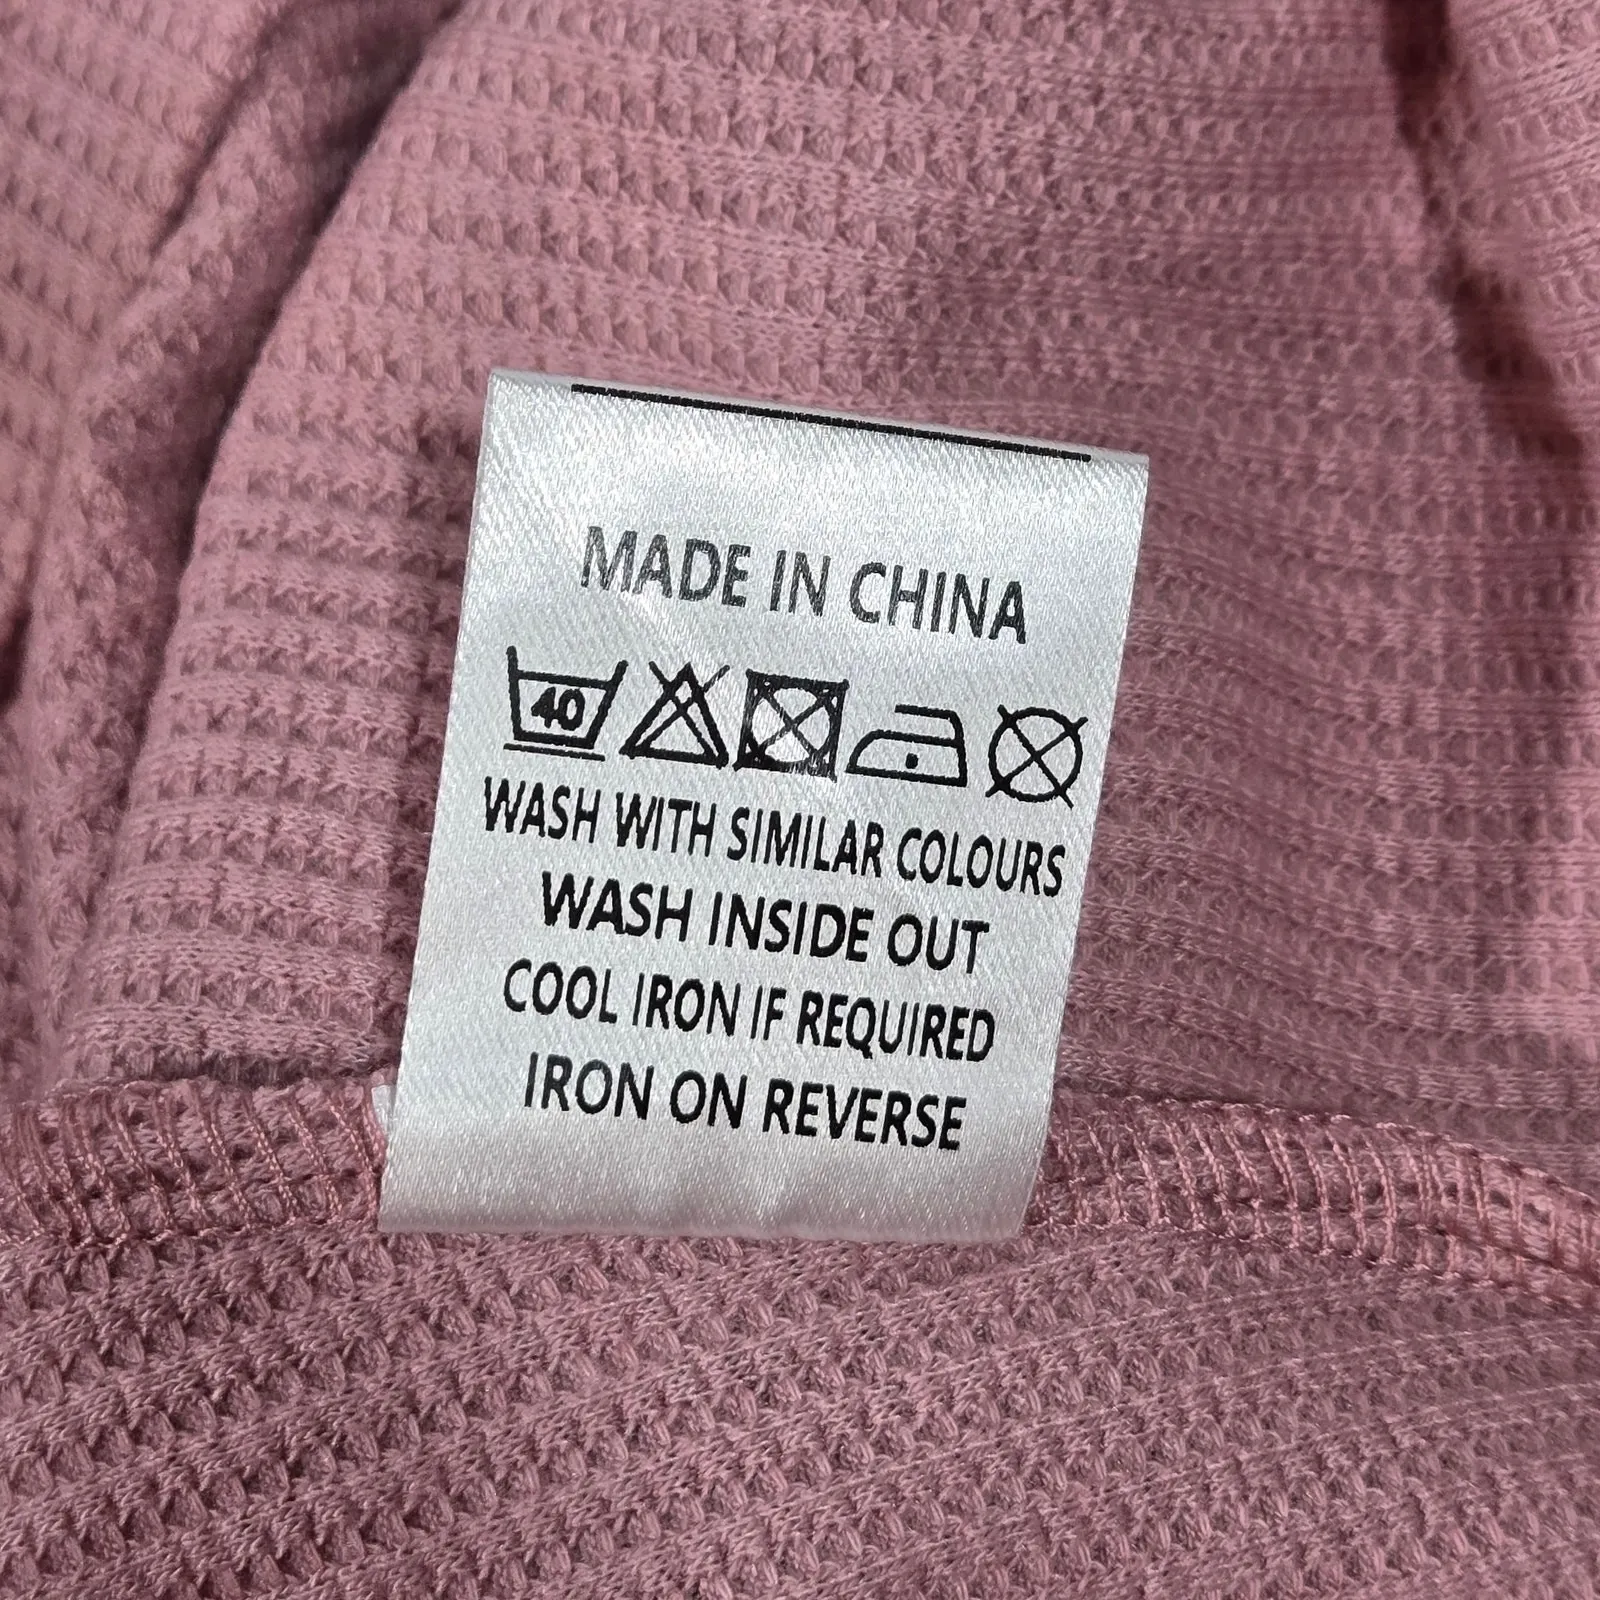 MADE IN CHINA
40
WASH WITH SIMILAR COLOURS
WASH INSIDE OUT
COOL IRON IF REQUIRED
IRON ON REVERSE